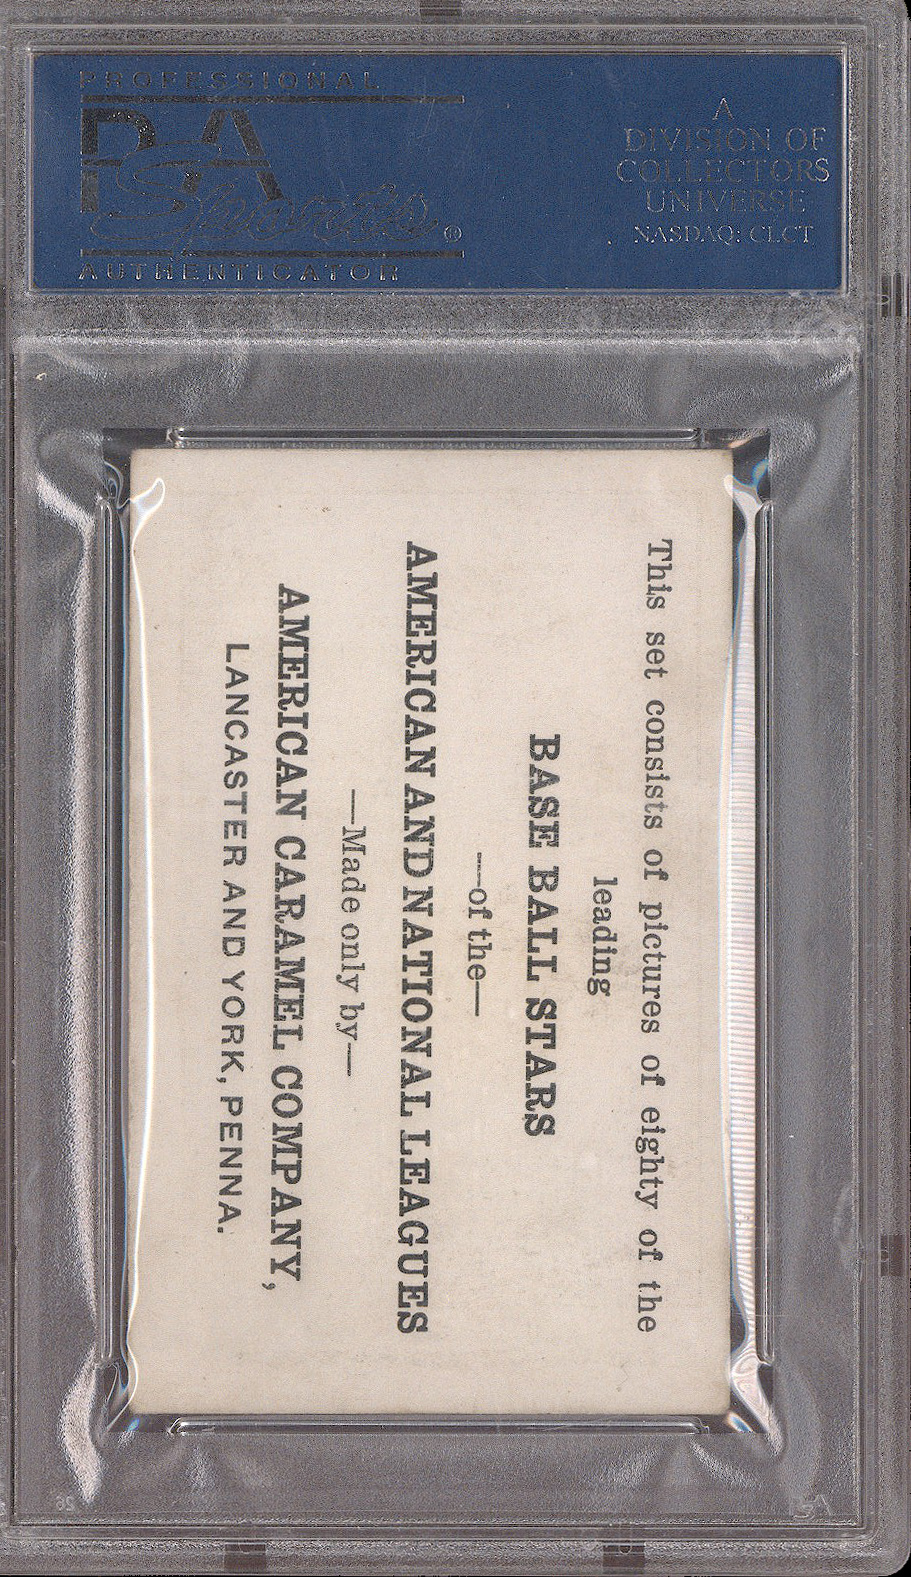 PROFESSIONAL
PSA
Sports
®
AUTHENTICATOR
A
DIVISION OF
COLLECTORS
UNIVERSE
NASDAQ: CLCT
This set consists of pictures of eighty of the
leading
BASE BALL STARS
—of the—
AMERICAN AND NATIONAL LEAGUES
—Made only by—
AMERICAN CARAMEL COMPANY,
LANCASTER AND YORK, PENNA.
26
PSA